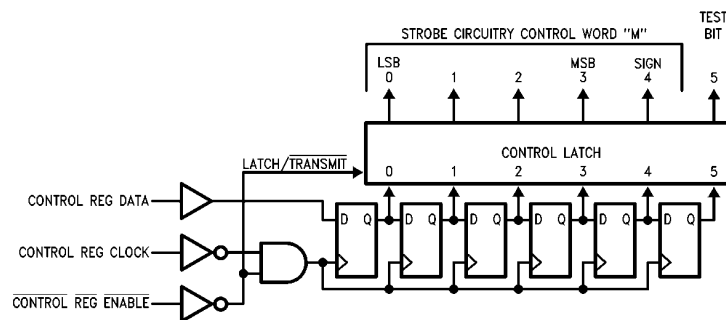 STROBE CIRCUITRY CONTROL WORD "M"
TEST
BIT
LSB
MSB
SIGN
0 1 2 3 4 5
CONTROL LATCH
LATCH/TRANSMIT
0 1 2 3 4 5
CONTROL REG DATA
D Q D Q D Q D Q D Q D Q
CONTROL REG CLOCK
CONTROL REG ENABLE